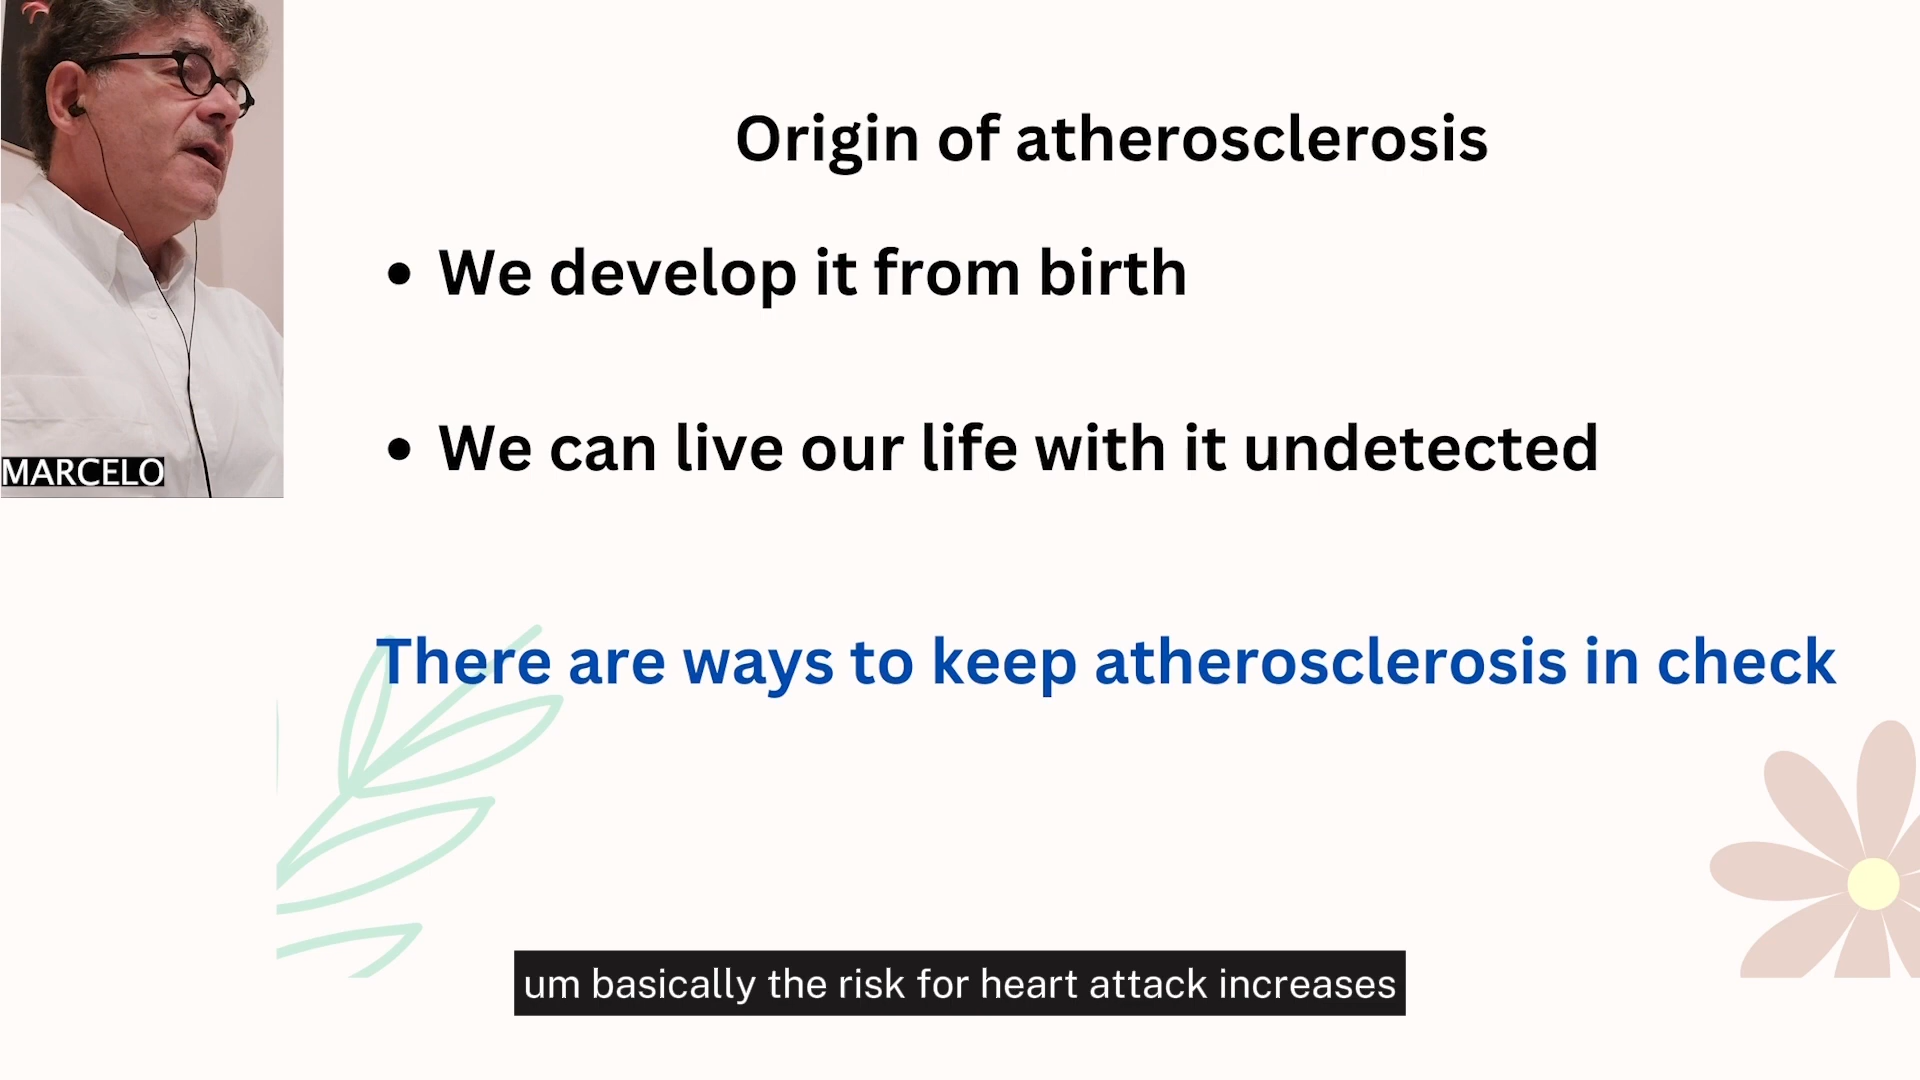 Origin of atherosclerosis
• We develop it from birth
• We can live our life with it undetected
MARCELO
There are ways to keep atherosclerosis in check
um basically the risk for heart attack increases